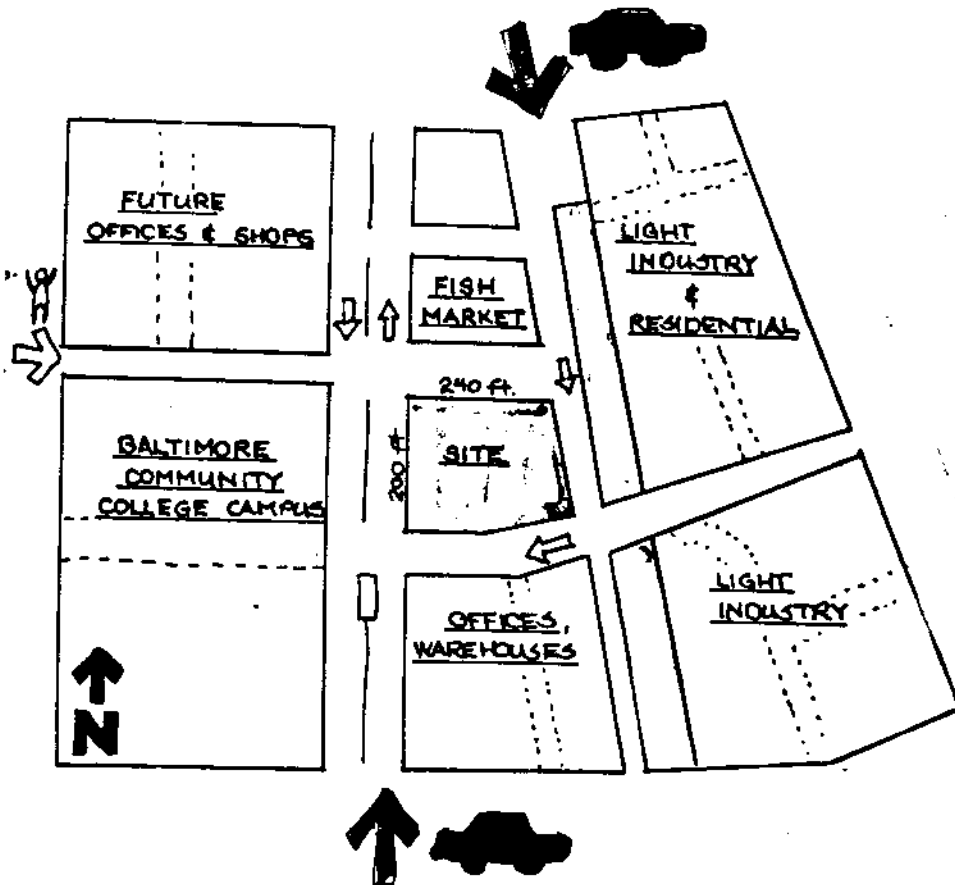 FUTURE
OFFICES & SHOPS
LIGHT
INDUSTRY
&
RESIDENTIAL
FISH
MARKET
240 ft.
200 ft
SITE
BALTIMORE
COMMUNITY
COLLEGE CAMPUS
OFFICES,
WAREHOUSES
LIGHT
INDUSTRY
N